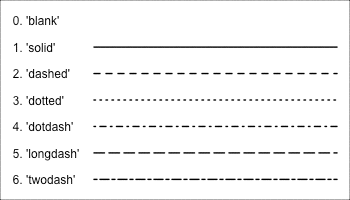 0. 'blank'
1. 'solid'
2. 'dashed'
3. 'dotted'
4. 'dotdash'
5. 'longdash'
6. 'twodash'